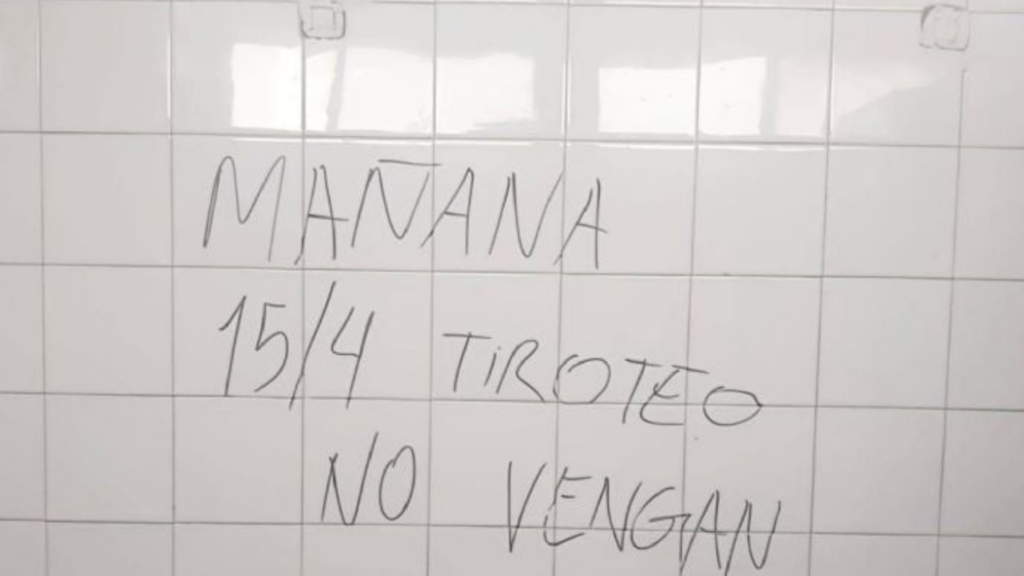 MAÑANA
15/4 TiROTEO
NO VENGAN